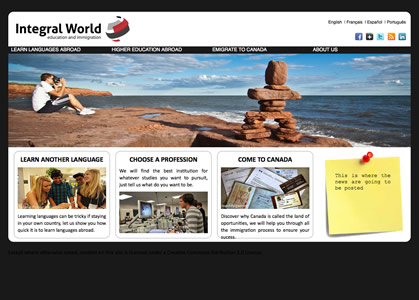 Integral World
education and immigration
English | Français | Español | Português
LEARN LANGUAGES ABROAD HIGHER EDUCATION ABROAD EMIGRATE TO CANADA ABOUT US
LEARN ANOTHER LANGUAGE
Learning languages can be tricky if staying
in your own country, let us show you how
quick it is to learn languages abroad.
CHOOSE A PROFESSION
We will find the best institution for
whatever studies you want to pursuit,
just tell us what do you want to be.
COME TO CANADA
Discover why Canada is called the land of
opportunities, we will help you through all
the immigration process to ensure your
success.
This is where the
news are going to
be posted